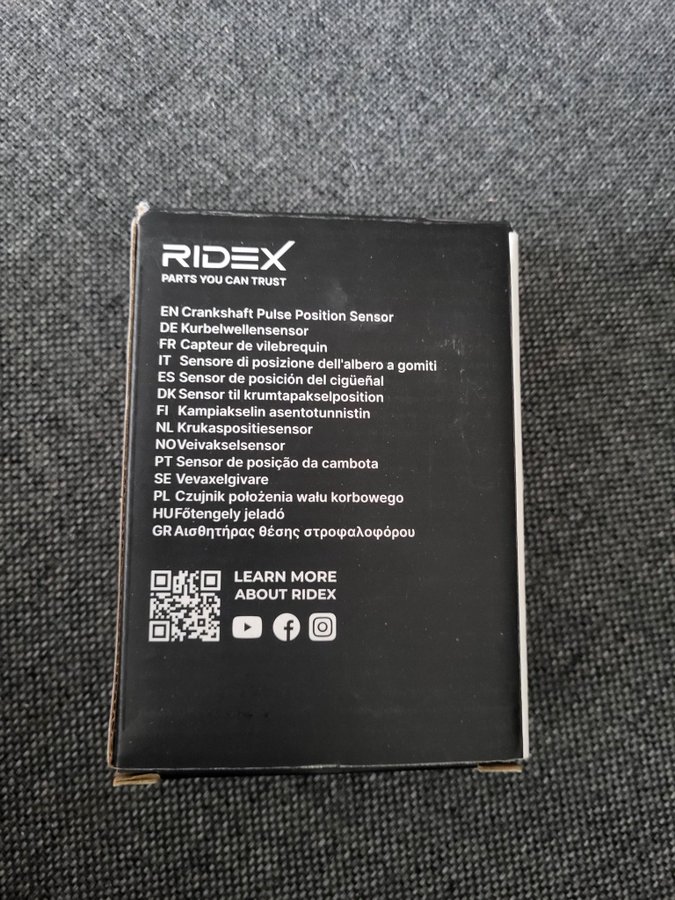 RIDEX
PARTS YOU CAN TRUST
EN Crankshaft Pulse Position Sensor
DE Kurbelwellensensor
FR Capteur de vilebrequin
IT Sensore di posizione dell'albero a gomiti
ES Sensor de posición del cigüeñal
DK Sensor til krumtapakselposition
FI Kampiakselin asentotunnistin
NL Krukaspositiesensor
NO Veivakselsensor
PT Sensor de posição da cambota
SE Vevaxelgivare
PL Czujnik położenia wału korbowego
HU Főtengely jeladó
GR Αισθητήρας θέσης στροφαλοφόρου
LEARN MORE
ABOUT RIDEX